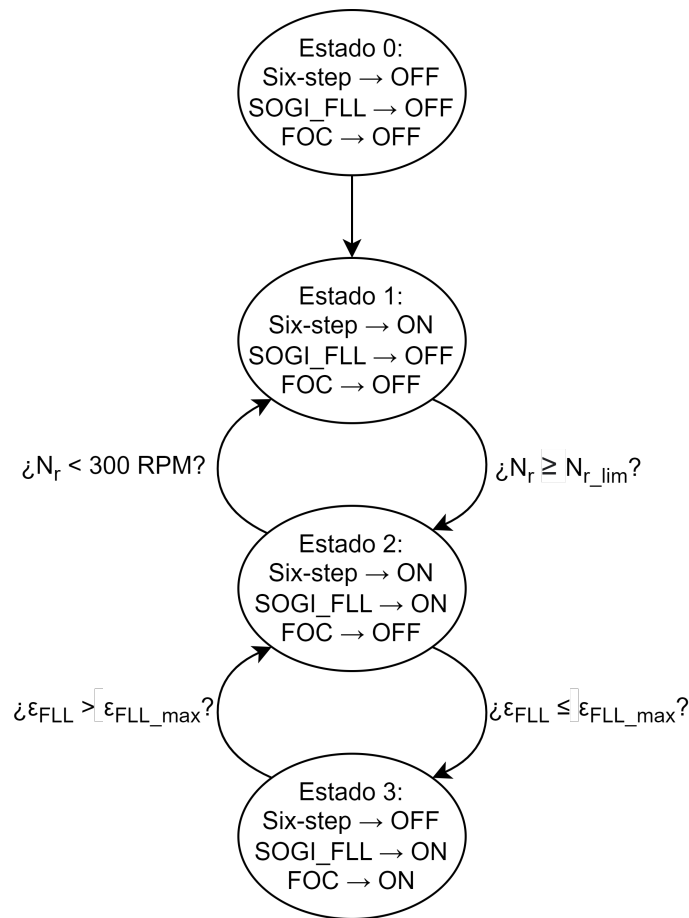 Estado 0:
Six-step → OFF
SOGI_FLL → OFF
FOC → OFF
Estado 1:
Six-step → ON
SOGI_FLL → OFF
FOC → OFF
¿Nr < 300 RPM?
¿Nr ≥ Nr_lim?
Estado 2:
Six-step → ON
SOGI_FLL → ON
FOC → OFF
¿εFLL > εFLL_max?
¿εFLL ≤ εFLL_max?
Estado 3:
Six-step → OFF
SOGI_FLL → ON
FOC → ON